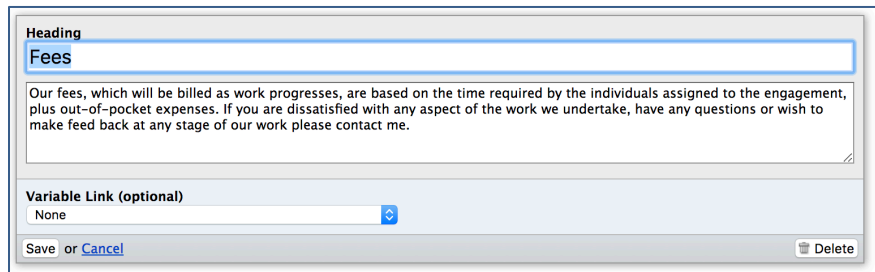 Heading
Fees
Our fees, which will be billed as work progresses, are based on the time required by the individuals assigned to the engagement,
plus out-of-pocket expenses. If you are dissatisfied with any aspect of the work we undertake, have any questions or wish to
make feed back at any stage of our work please contact me.
Variable Link (optional)
None
Save or Cancel Delete